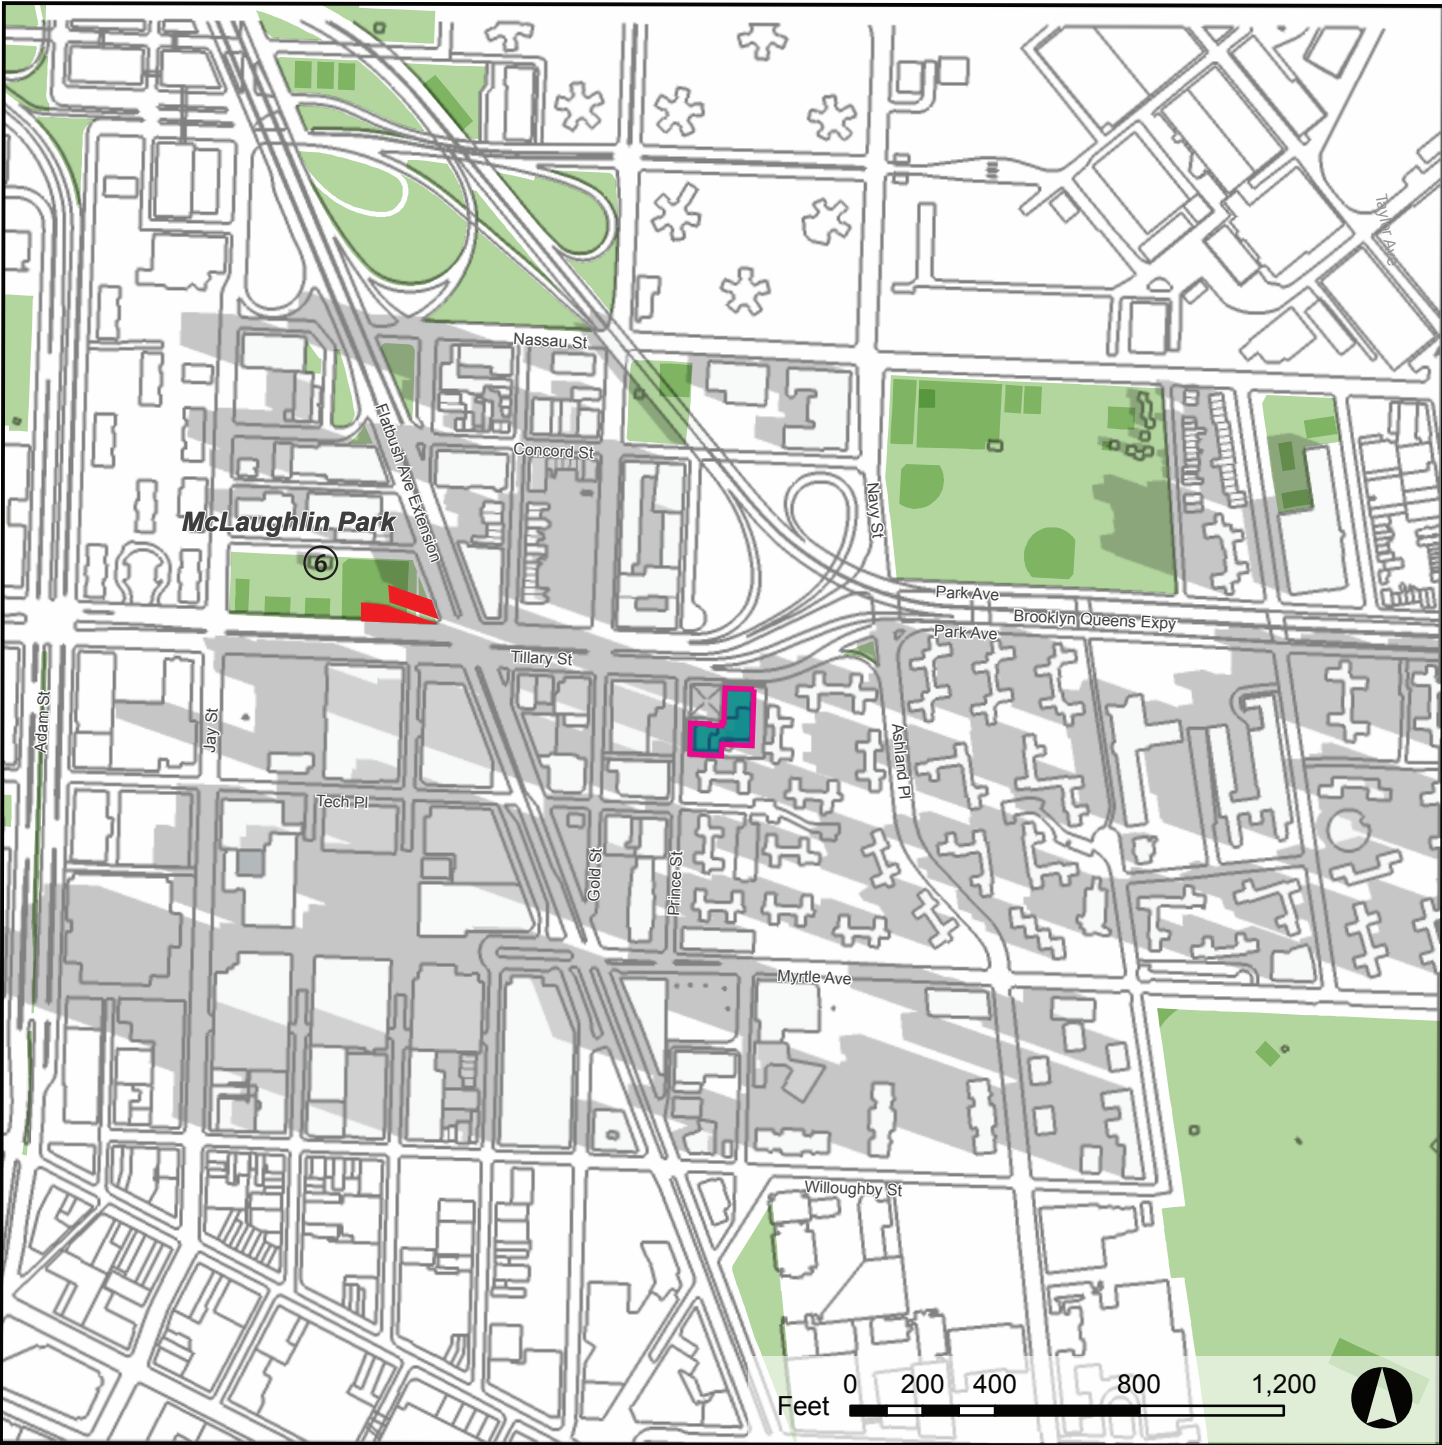 Taylor Ave
Nassau St
Flatbush Ave Extension
Concord St
McLaughlin Park
6
Navy St
Park Ave
Brooklyn Queens Expy
Park Ave
Tillary St
Adam St
Jay St
Ashland Pl
Tech Pl
Gold St
Prince St
Myrtle Ave
Willoughby St
0 200 400 800 1,200
Feet